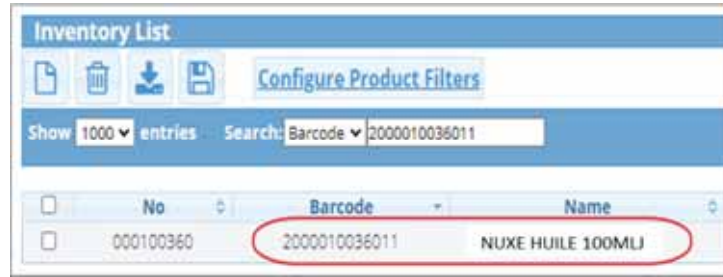 Inventory List
Configure Product Filters
Show 1000 entries Search: Barcode 2000010036011
No Barcode Name
000100360 2000010036011 NUXE HUILE 100MLJ